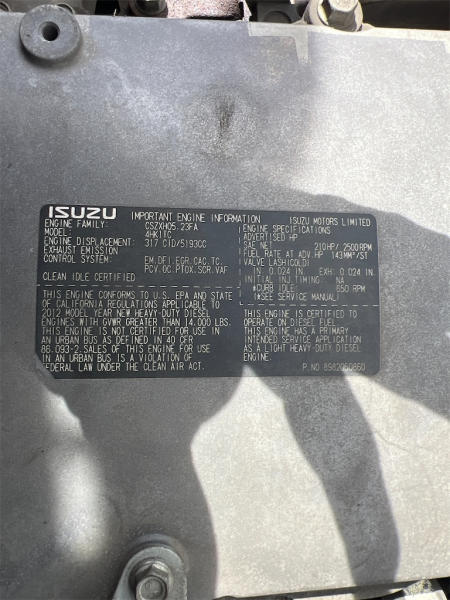 ISUZU IMPORTANT ENGINE INFORMATION ISUZU MOTORS LIMITED
ENGINE FAMILY: CSZXH05.23FA
MODEL: 4HK1TC
ENGINE DISPLACEMENT: 317 CID/5193CC
EXHAUST EMISSION
CONTROL SYSTEM: EM.DFI.EGR.CAC.TC.
PCV.OC.PTOX.SCR.VAF
CLEAN IDLE CERTIFIED
ENGINE SPECIFICATIONS
ADVERTISED HP
SAE NET 210HP/2500RPM
FUEL RATE AT ADV.HP 143MM³/ST
VALVE LASH(COLD)
IN. 0.024 IN EXH. 0.024 IN.
INITIAL INJ.TIMING NA
*CURB IDLE: 650 RPM
(*SEE SERVICE MANUAL)
THIS ENGINE CONFORMS TO U.S. EPA AND STATE
OF CALIFORNIA REGULATIONS APPLICABLE TO
2012 MODEL YEAR NEW HEAVY-DUTY DIESEL
ENGINES WITH GVWR GREATER THAN 14,000 LBS.
THIS ENGINE IS NOT CERTIFIED FOR USE IN
AN URBAN BUS AS DEFINED IN 40 CFR
86.093-2.SALES OF THIS ENGINE FOR USE
IN AN URBAN BUS IS A VIOLATION OF
FEDERAL LAW UNDER THE CLEAN AIR ACT.
THIS ENGINE IS CERTIFIED TO
OPERATE ON DIESEL FUEL
THIS ENGINE HAS A PRIMARY
INTENDED SERVICE APPLICATION
AS A LIGHT HEAVY-DUTY DIESEL
ENGINE.
P.NO 8982060860